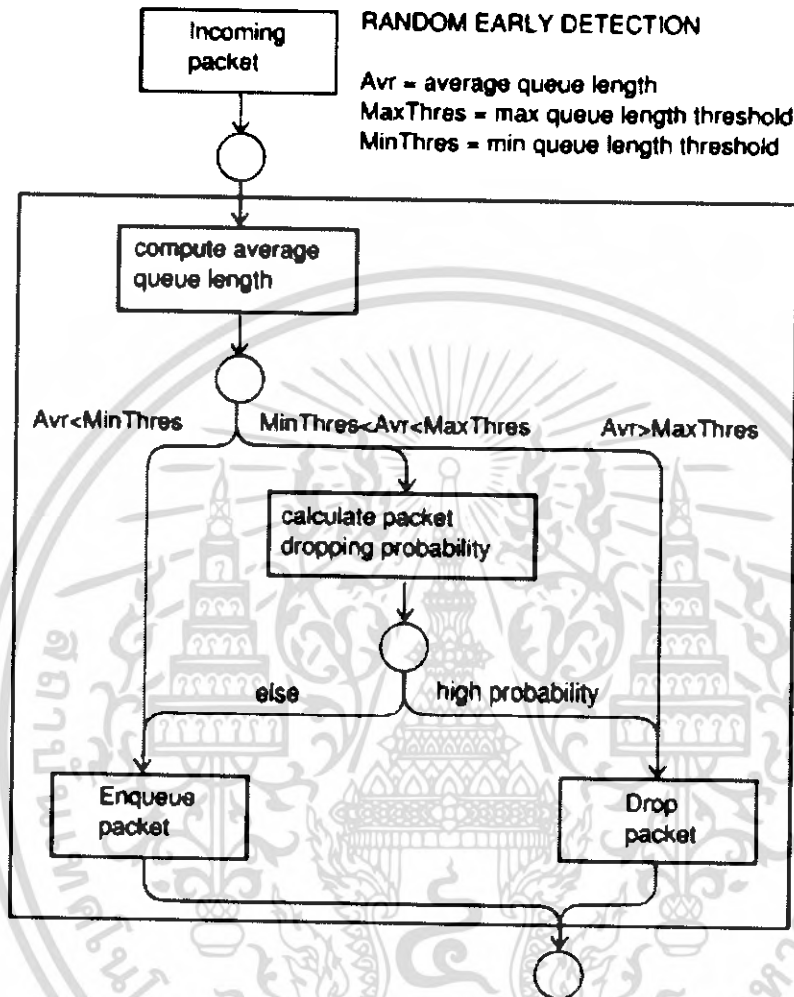 Incoming
packet
RANDOM EARLY DETECTION
Avr = average queue length
MaxThres = max queue length threshold
MinThres = min queue length threshold
compute average
queue length
Avr<MinThres
MinThres<Avr<MaxThres
Avr>MaxThres
calculate packet
dropping probability
else
high probability
Enqueue
packet
Drop
packet